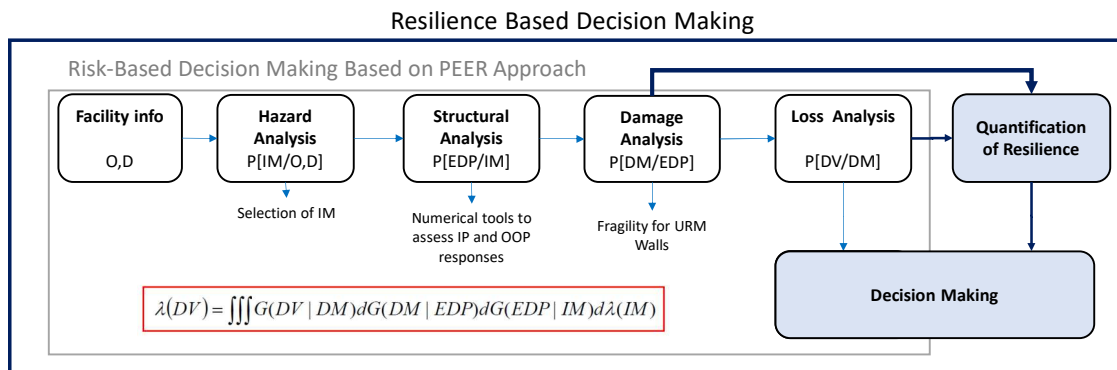 Resilience Based Decision Making
Risk-Based Decision Making Based on PEER Approach
Facility info
O,D
Hazard
Analysis
P[IM/O,D]
Structural
Analysis
P[EDP/IM]
Damage
Analysis
P[DM/EDP]
Loss Analysis
P[DV/DM]
Quantification
of Resilience
Selection of IM
Numerical tools to
assess IP and OOP
responses
Fragility for URM
Walls
Decision Making
λ(DV) = ∭G(DV | DM)dG(DM | EDP)dG(EDP | IM)dλ(IM)